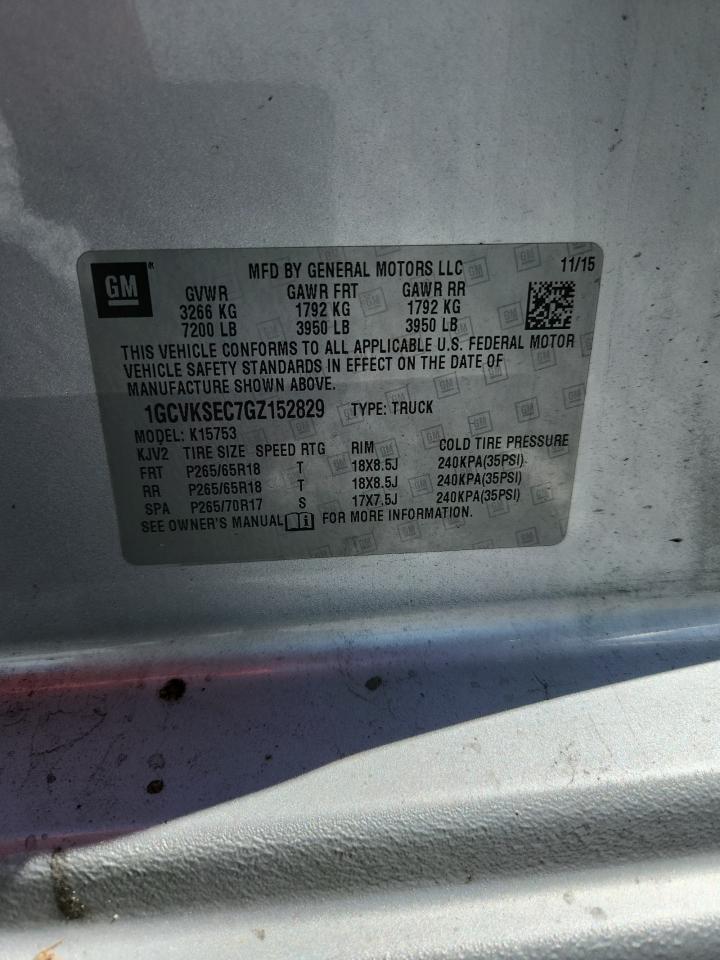 GM
MFD BY GENERAL MOTORS LLC 11/15
GVWR GAWR FRT GAWR RR
3266 KG 1792 KG 1792 KG
7200 LB 3950 LB 3950 LB
THIS VEHICLE CONFORMS TO ALL APPLICABLE U.S. FEDERAL MOTOR
VEHICLE SAFETY STANDARDS IN EFFECT ON THE DATE OF
MANUFACTURE SHOWN ABOVE.
1GCVKSEC7GZ152829 TYPE: TRUCK
MODEL: K15753
KJV2 TIRE SIZE SPEED RTG RIM COLD TIRE PRESSURE
FRT P265/65R18 T 18X8.5J 240KPA(35PSI)
RR P265/65R18 T 18X8.5J 240KPA(35PSI)
SPA P265/70R17 S 17X7.5J 240KPA(35PSI)
SEE OWNER'S MANUAL FOR MORE INFORMATION.